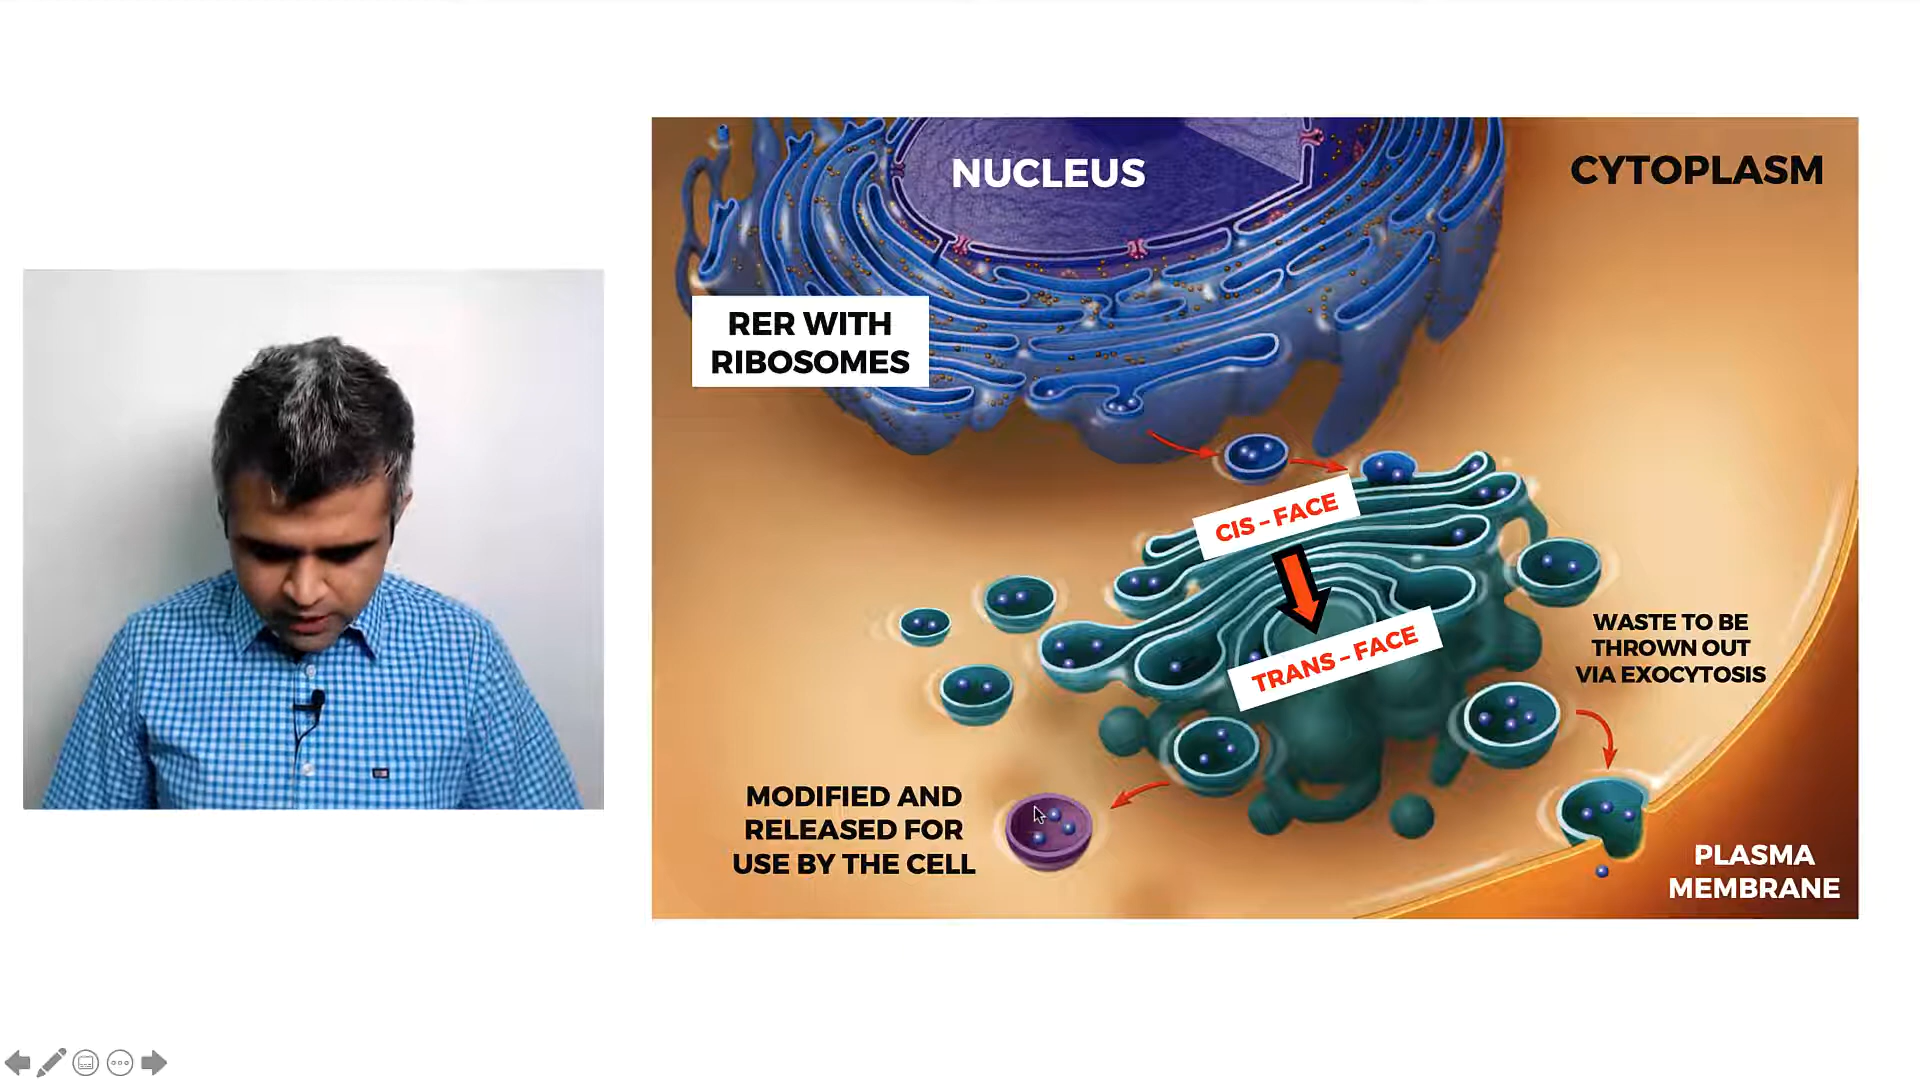 NUCLEUS
CYTOPLASM
RER WITH
RIBOSOMES
CIS – FACE
TRANS – FACE
WASTE TO BE
THROWN OUT
VIA EXOCYTOSIS
MODIFIED AND
RELEASED FOR
USE BY THE CELL
PLASMA
MEMBRANE